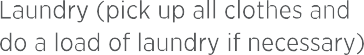 Laundry (pick up all clothes and
do a load of laundry if necessary)